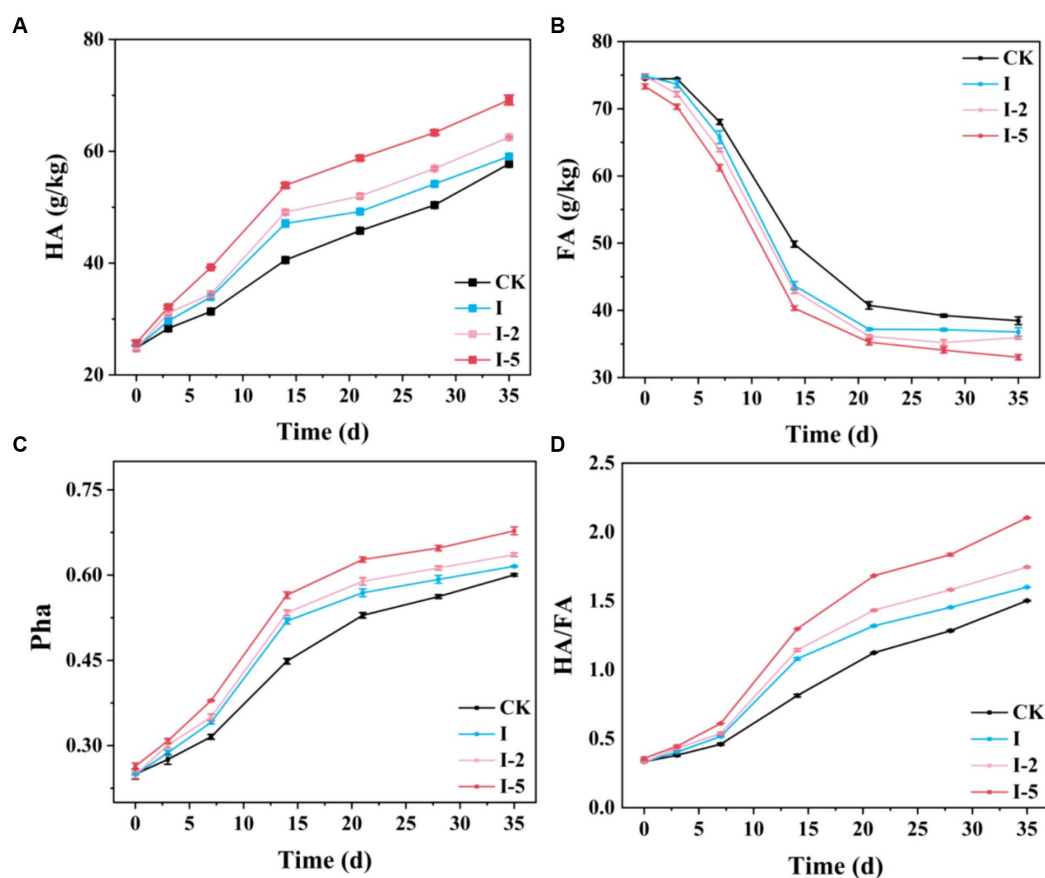 A
80
60
40
20
HA (g/kg)
0 5 10 15 20 25 30 35
Time (d)
CK
I
I-2
I-5
B
80
70
60
50
40
30
FA (g/kg)
0 5 10 15 20 25 30 35
Time (d)
CK
I
I-2
I-5
C
0.75
0.60
0.45
0.30
Pha
0 5 10 15 20 25 30 35
Time (d)
CK
I
I-2
I-5
D
2.5
2.0
1.5
1.0
0.5
0.0
HA/FA
0 5 10 15 20 25 30 35
Time (d)
CK
I
I-2
I-5